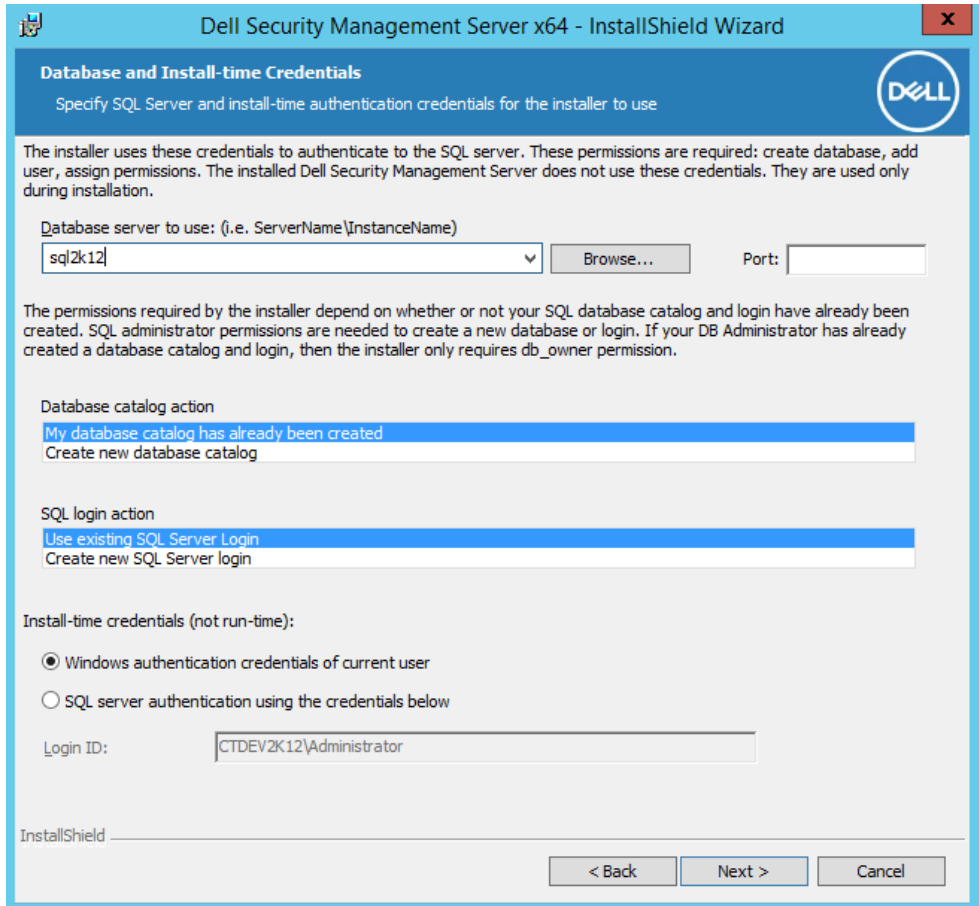 Dell Security Management Server x64 - InstallShield Wizard
x
Database and Install-time Credentials
Specify SQL Server and install-time authentication credentials for the installer to use
DELL
The installer uses these credentials to authenticate to the SQL server. These permissions are required: create database, add
user, assign permissions. The installed Dell Security Management Server does not use these credentials. They are used only
during installation.
Database server to use: (i.e. ServerName\InstanceName)
sql2k12
Browse...
Port:
The permissions required by the installer depend on whether or not your SQL database catalog and login have already been
created. SQL administrator permissions are needed to create a new database or login. If your DB Administrator has already
created a database catalog and login, then the installer only requires db_owner permission.
Database catalog action
My database catalog has already been created
Create new database catalog
SQL login action
Use existing SQL Server Login
Create new SQL Server login
Install-time credentials (not run-time):
Windows authentication credentials of current user
SQL server authentication using the credentials below
Login ID:
CTDEV2K12\Administrator
InstallShield
< Back
Next >
Cancel